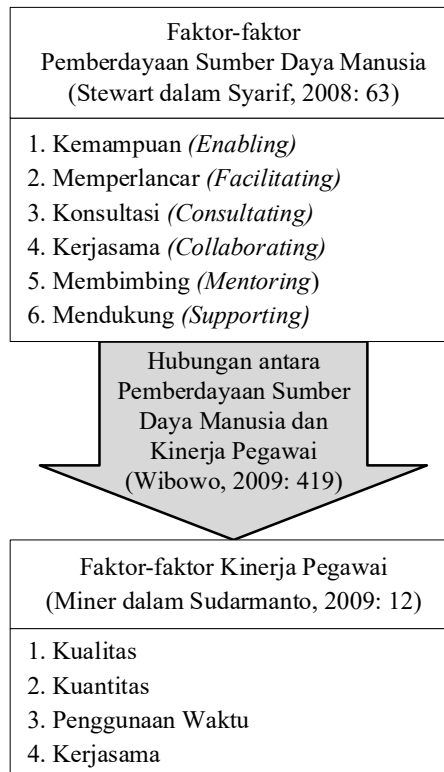 Faktor-faktor
Pemberdayaan Sumber Daya Manusia
(Stewart dalam Syarif, 2008: 63)
1. Kemampuan (Enabling)
2. Memperlancar (Facilitating)
3. Konsultasi (Consultating)
4. Kerjasama (Collaborating)
5. Membimbing (Mentoring)
6. Mendukung (Supporting)
Hubungan antara
Pemberdayaan Sumber
Daya Manusia dan
Kinerja Pegawai
(Wibowo, 2009: 419)
Faktor-faktor Kinerja Pegawai
(Miner dalam Sudarmanto, 2009: 12)
1. Kualitas
2. Kuantitas
3. Penggunaan Waktu
4. Kerjasama